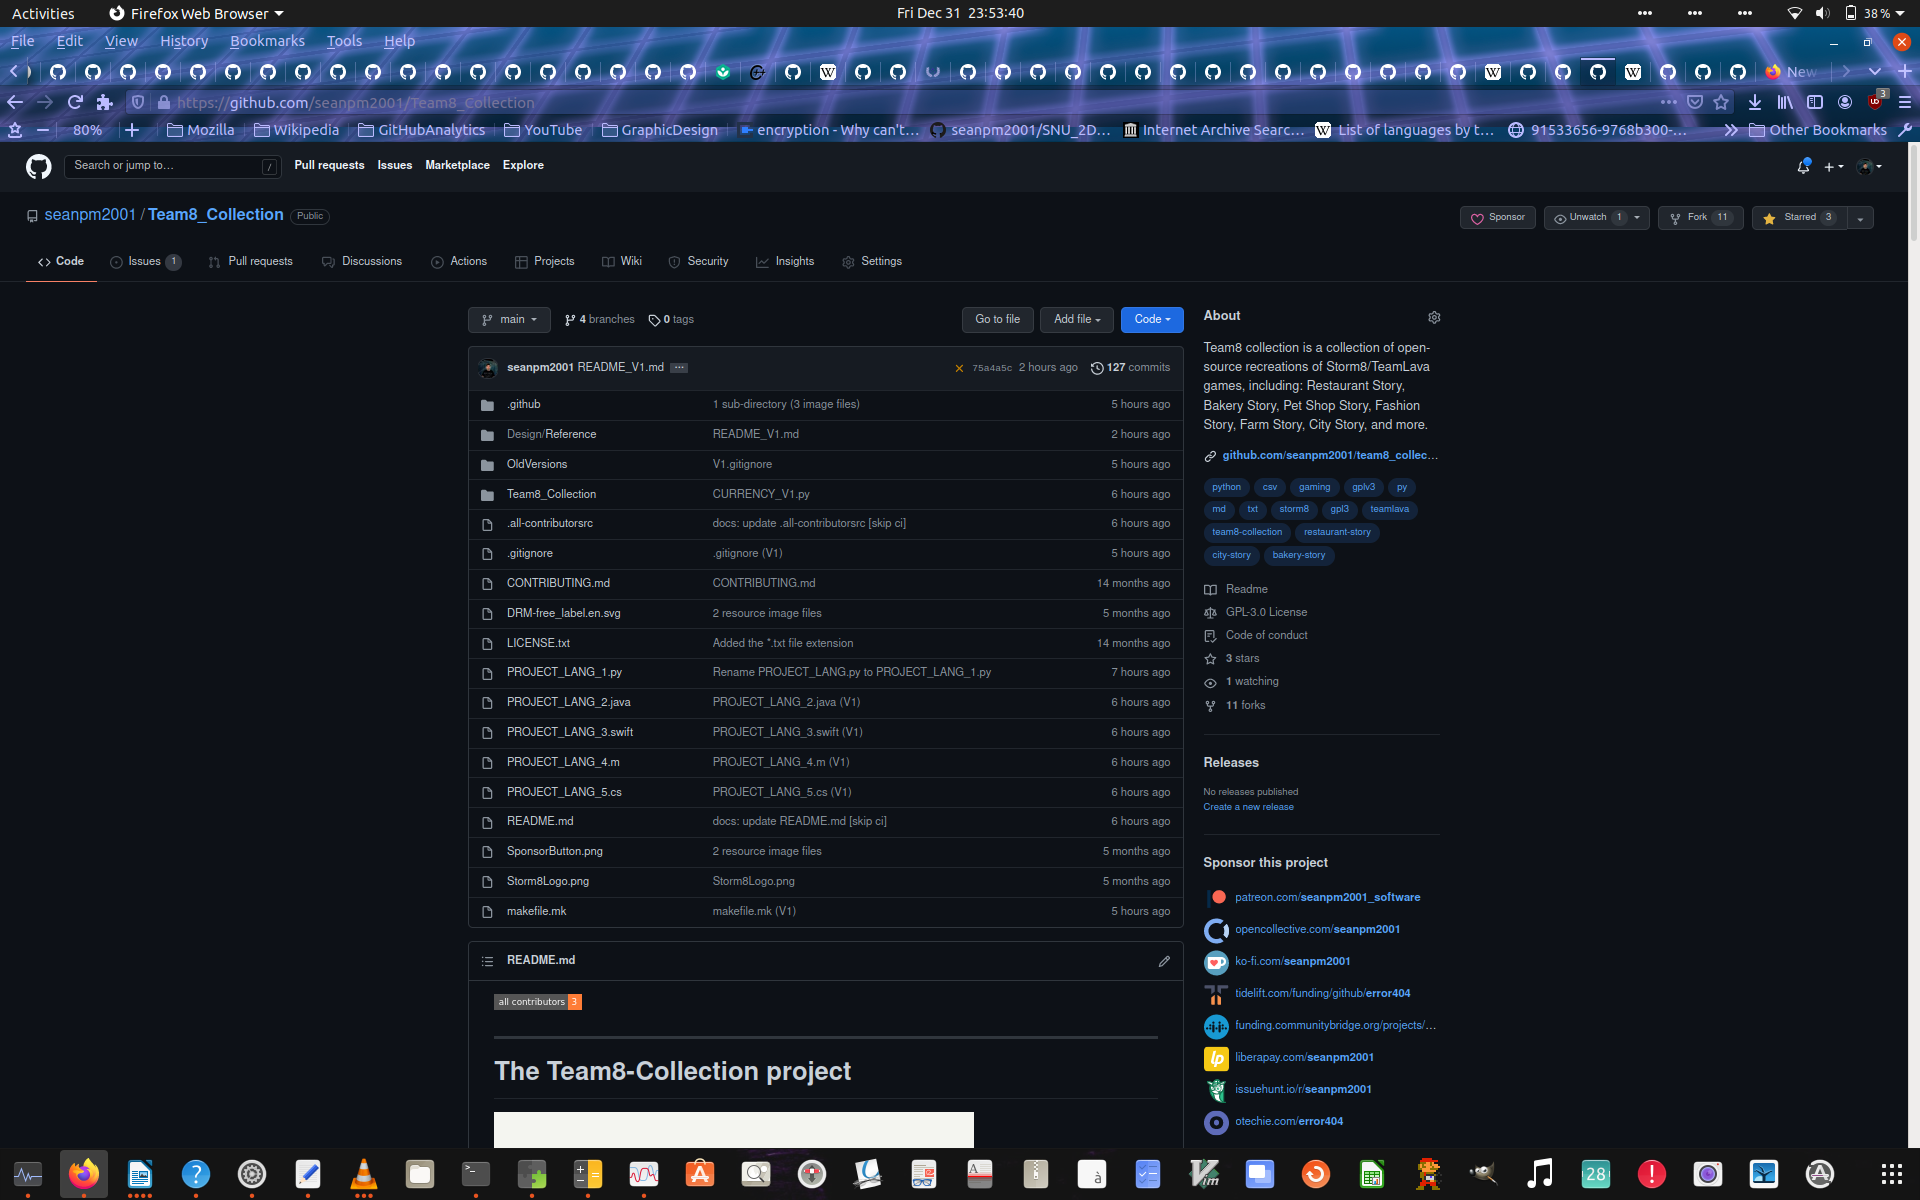 Activities Firefox Web Browser Fri Dec 31 23:53:40 38 %
File Edit View History Bookmarks Tools Help
New
https://github.com/seanpm2001/Team8_Collection 3
80% Mozilla Wikipedia GitHubAnalytics YouTube GraphicDesign encryption - Why can't... seanpm2001/SNU_2D... Internet Archive Searc... List of languages by t... 91533656-9768b300-... Other Bookmarks
Search or jump to... / Pull requests Issues Marketplace Explore
seanpm2001 / Team8_Collection Public Sponsor Unwatch 1 Fork 11 Starred 3
Code Issues 1 Pull requests Discussions Actions Projects Wiki Security Insights Settings
main 4 branches 0 tags Go to file Add file Code
seanpm2001 README_V1.md ... 75a4a5c 2 hours ago 127 commits
.github 1 sub-directory (3 image files) 5 hours ago
Design/Reference README_V1.md 2 hours ago
OldVersions V1.gitignore 5 hours ago
Team8_Collection CURRENCY_V1.py 6 hours ago
.all-contributorsrc docs: update .all-contributorsrc [skip ci] 6 hours ago
.gitignore .gitignore (V1) 5 hours ago
CONTRIBUTING.md CONTRIBUTING.md 14 months ago
DRM-free_label.en.svg 2 resource image files 5 months ago
LICENSE.txt Added the *.txt file extension 14 months ago
PROJECT_LANG_1.py Rename PROJECT_LANG.py to PROJECT_LANG_1.py 7 hours ago
PROJECT_LANG_2.java PROJECT_LANG_2.java (V1) 6 hours ago
PROJECT_LANG_3.swift PROJECT_LANG_3.swift (V1) 6 hours ago
PROJECT_LANG_4.m PROJECT_LANG_4.m (V1) 6 hours ago
PROJECT_LANG_5.cs PROJECT_LANG_5.cs (V1) 6 hours ago
README.md docs: update README.md [skip ci] 6 hours ago
SponsorButton.png 2 resource image files 5 months ago
Storm8Logo.png Storm8Logo.png 5 months ago
makefile.mk makefile.mk (V1) 5 hours ago
README.md
all contributors 3
The Team8-Collection project
About
Team8 collection is a collection of open-
source recreations of Storm8/TeamLava
games, including: Restaurant Story,
Bakery Story, Pet Shop Story, Fashion
Story, Farm Story, City Story, and more.
github.com/seanpm2001/team8_collec...
python csv gaming gplv3 py
md txt storm8 gpl3 teamlava
team8-collection restaurant-story
city-story bakery-story
Readme
GPL-3.0 License
Code of conduct
3 stars
1 watching
11 forks
Releases
No releases published
Create a new release
Sponsor this project
patreon.com/seanpm2001_software
opencollective.com/seanpm2001
ko-fi.com/seanpm2001
tidelift.com/funding/github/error404
funding.communitybridge.org/projects/...
liberapay.com/seanpm2001
issuehunt.io/r/seanpm2001
otechie.com/error404
28